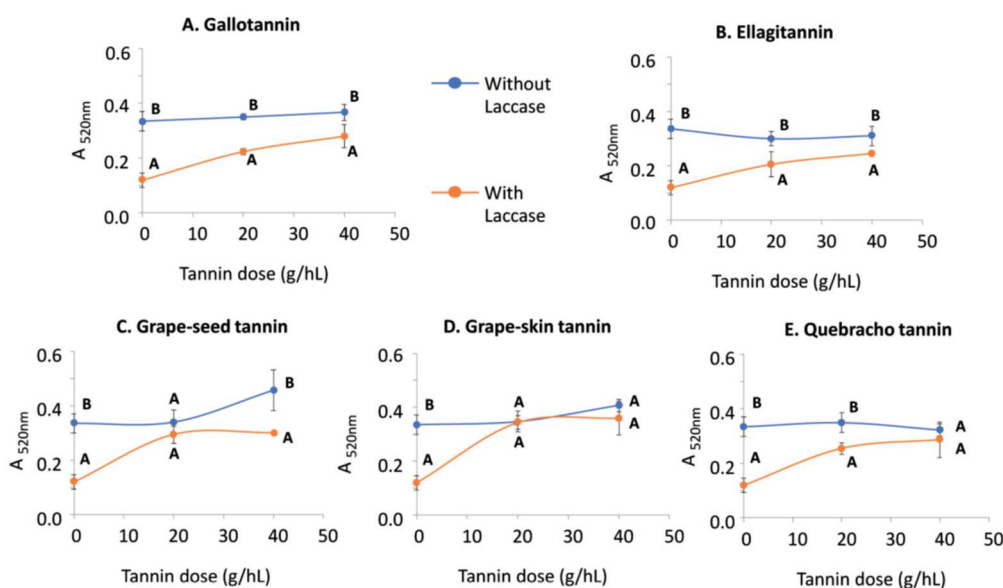 A. Gallotannin
0.6
0.4
0.2
0.0
A 520nm
B
B
B
A
A
A
0
10
20
30
40
50
Tannin dose (g/hL)
Without
Laccase
With
Laccase
B. Ellagitannin
0.6
0.4
0.2
0.0
A 520nm
B
B
B
A
A
A
0
10
20
30
40
50
Tannin dose (g/hL)
C. Grape-seed tannin
0.6
0.4
0.2
0.0
A 520nm
B
A
B
A
A
A
0
10
20
30
40
50
Tannin dose (g/hL)
D. Grape-skin tannin
0.6
0.4
0.2
0.0
A 520nm
B
A
A
A
A
A
0
10
20
30
40
50
Tannin dose (g/hL)
E. Quebracho tannin
0.6
0.4
0.2
0.0
A 520nm
B
B
A
A
A
A
0
10
20
30
40
50
Tannin dose (g/hL)